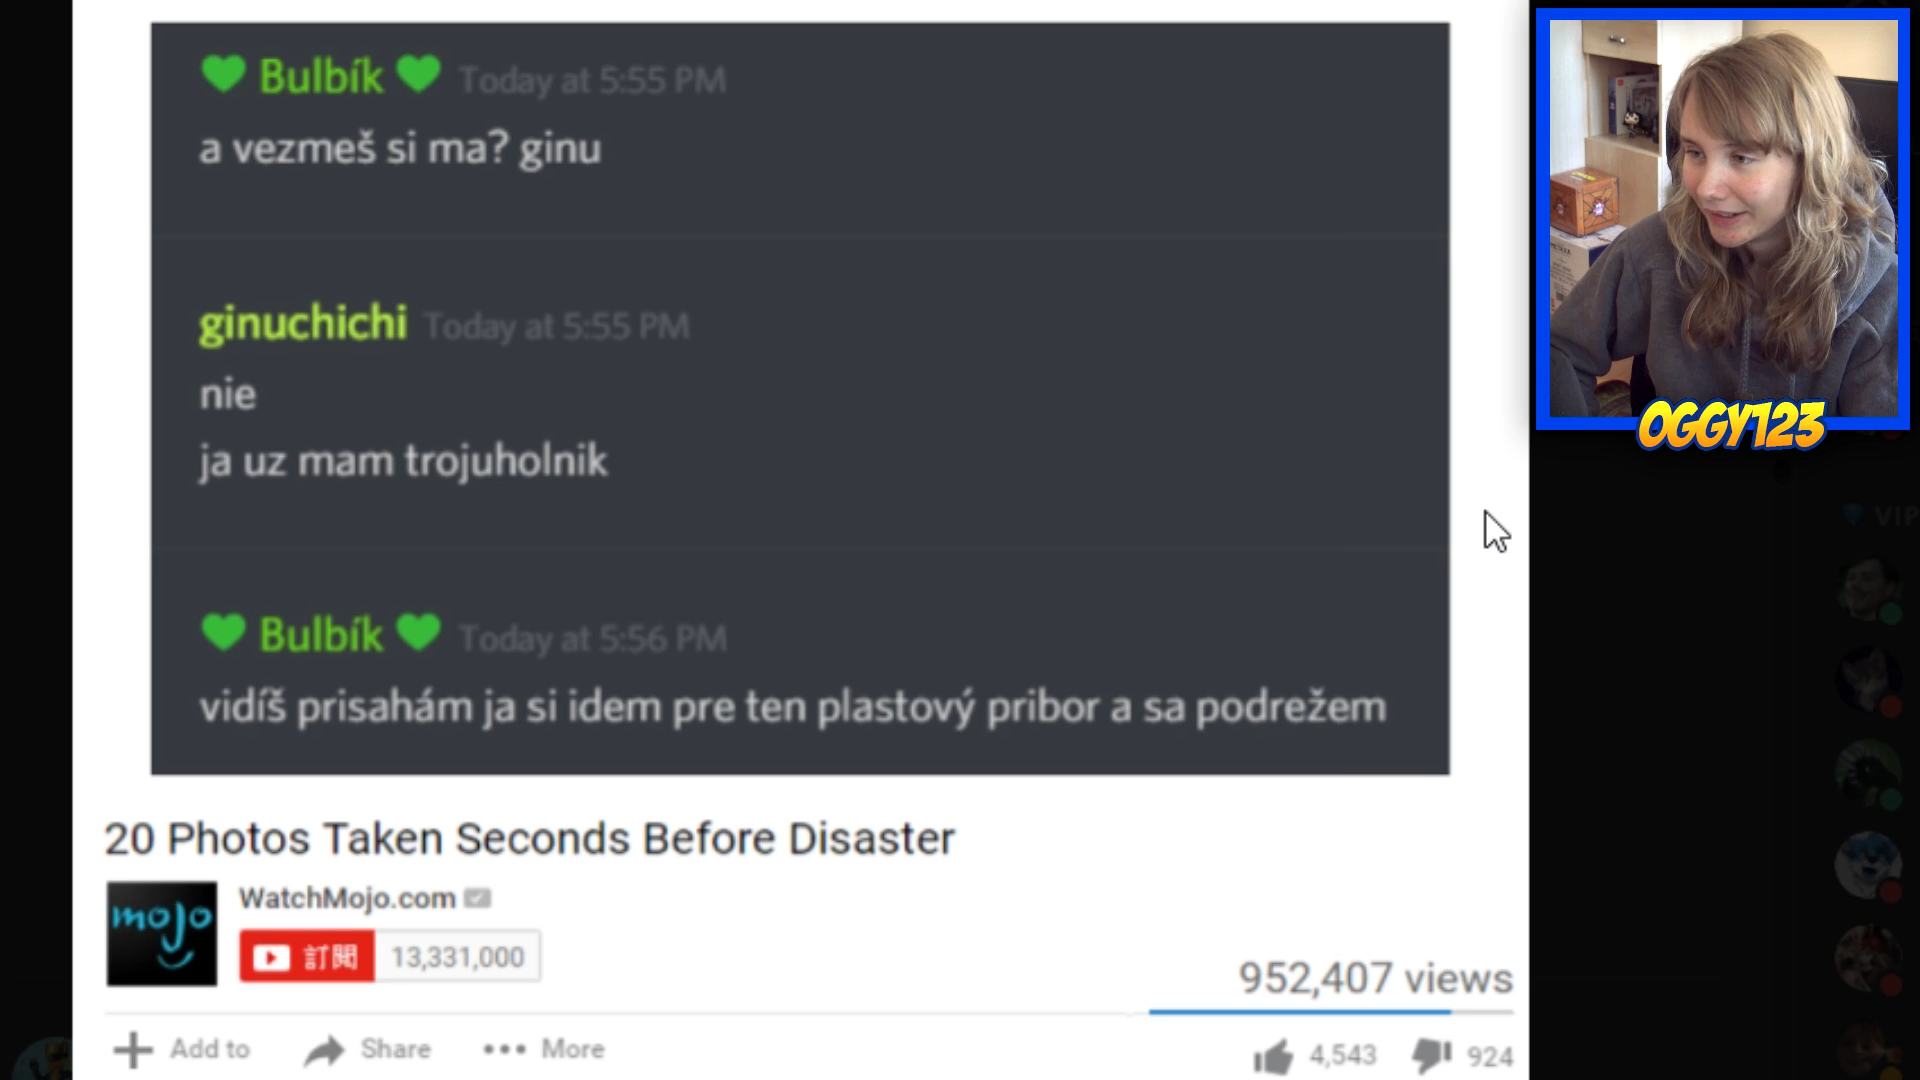 💚 Bulbík 💚 Today at 5:55 PM
a vezmeš si ma? ginu
ginuchichi Today at 5:55 PM
nie
ja uz mam trojuholnik
💚 Bulbík 💚 Today at 5:56 PM
vidíš prisahám ja si idem pre ten plastový pribor a sa podrežem
OGGY123
VIP
20 Photos Taken Seconds Before Disaster
mojo
WatchMojo.com
訂閱 13,331,000
952,407 views
Add to Share More
4,543 924